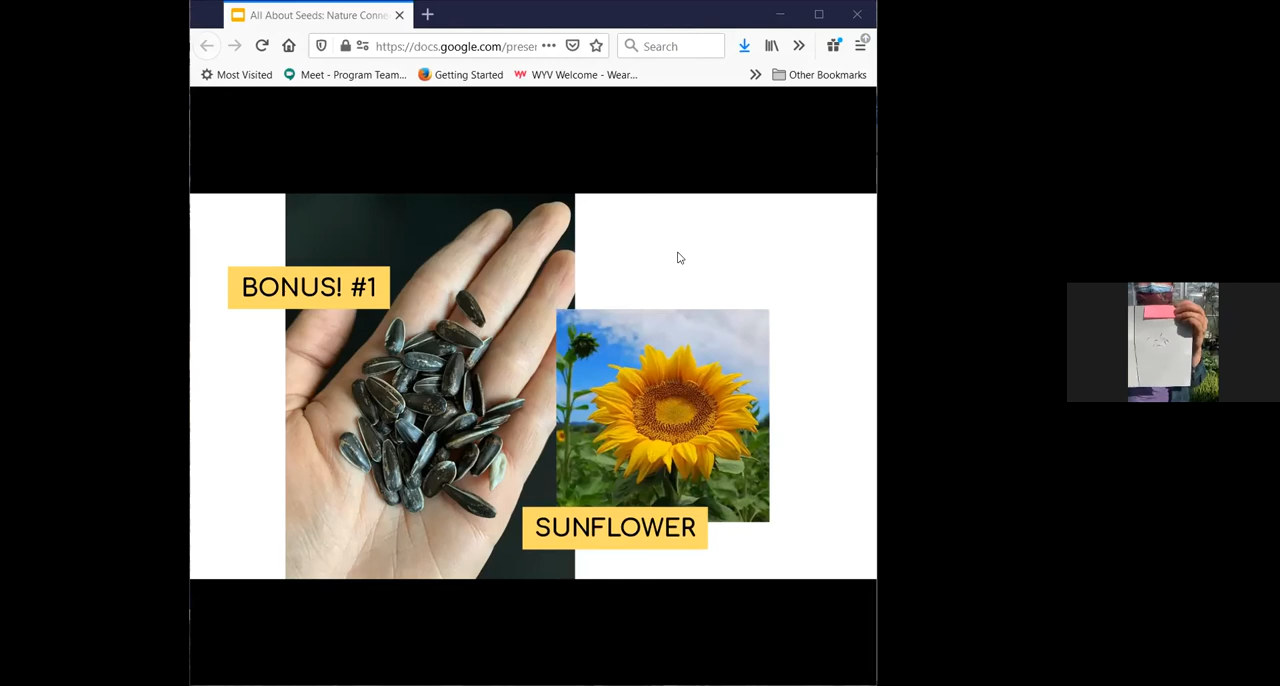 All About Seeds: Nature Conne
https://docs.google.com/preser
Search
Most Visited
Meet - Program Team...
Getting Started
WYV Welcome - Wear...
Other Bookmarks
BONUS! #1
SUNFLOWER